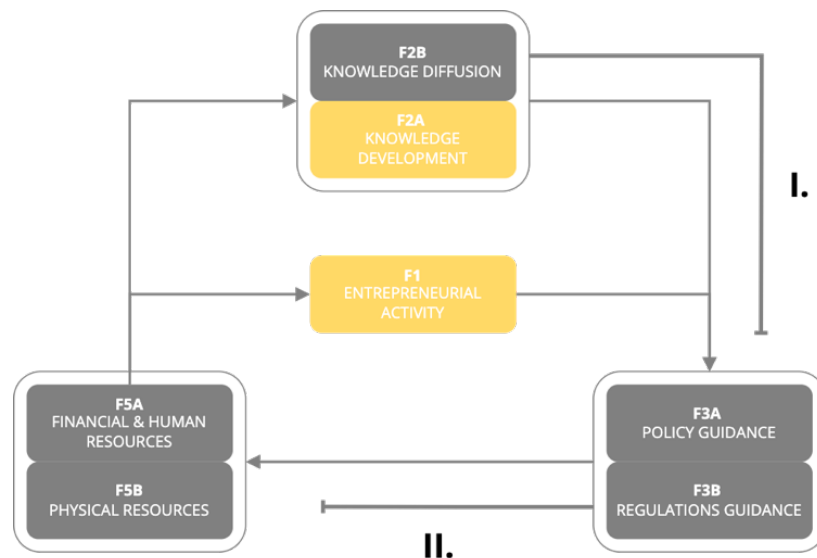 F2B
KNOWLEDGE DIFFUSION
F2A
KNOWLEDGE
DEVELOPMENT
I.
F1
ENTREPRENEURIAL
ACTIVITY
F5A
FINANCIAL & HUMAN
RESOURCES
F5B
PHYSICAL RESOURCES
F3A
POLICY GUIDANCE
F3B
REGULATIONS GUIDANCE
II.